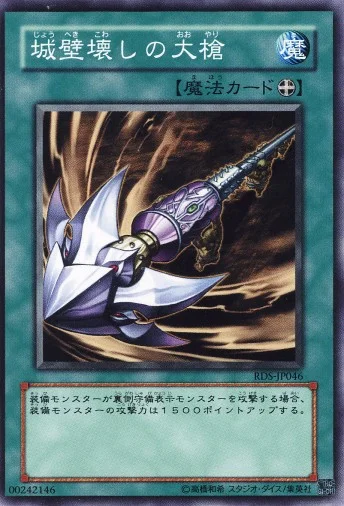 じょう へき こわ おお やり
城壁壊しの大槍
魔
ま ほう
【魔法カード】
RDS-JP046
装備モンスターが裏側守備表示モンスターを攻撃する場合、
装備モンスターの攻撃力は1500ポイントアップする。
00242146
©高橋和希 スタジオ・ダイス/集英社